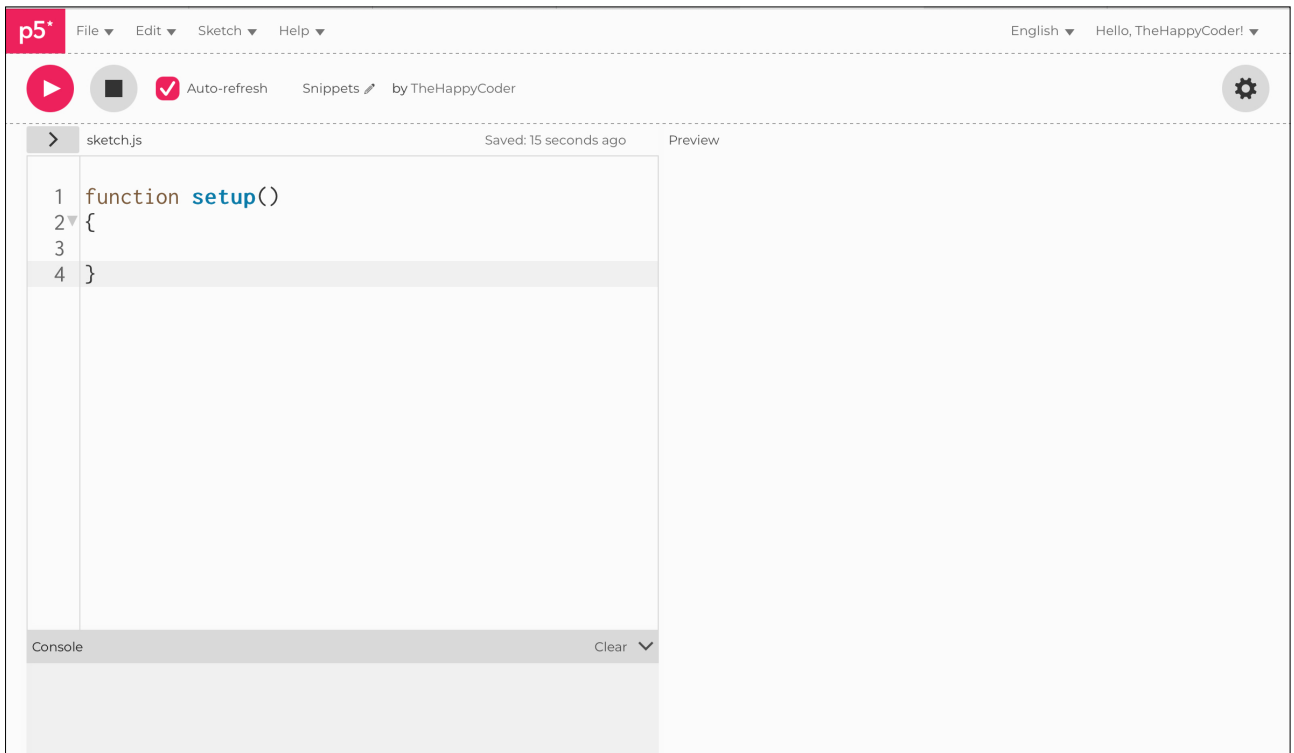 p5* File Edit Sketch Help English Hello, TheHappyCoder!
Auto-refresh Snippets by TheHappyCoder
sketch.js Saved: 15 seconds ago Preview
1 function setup()
2 {
3
4 }
Console Clear